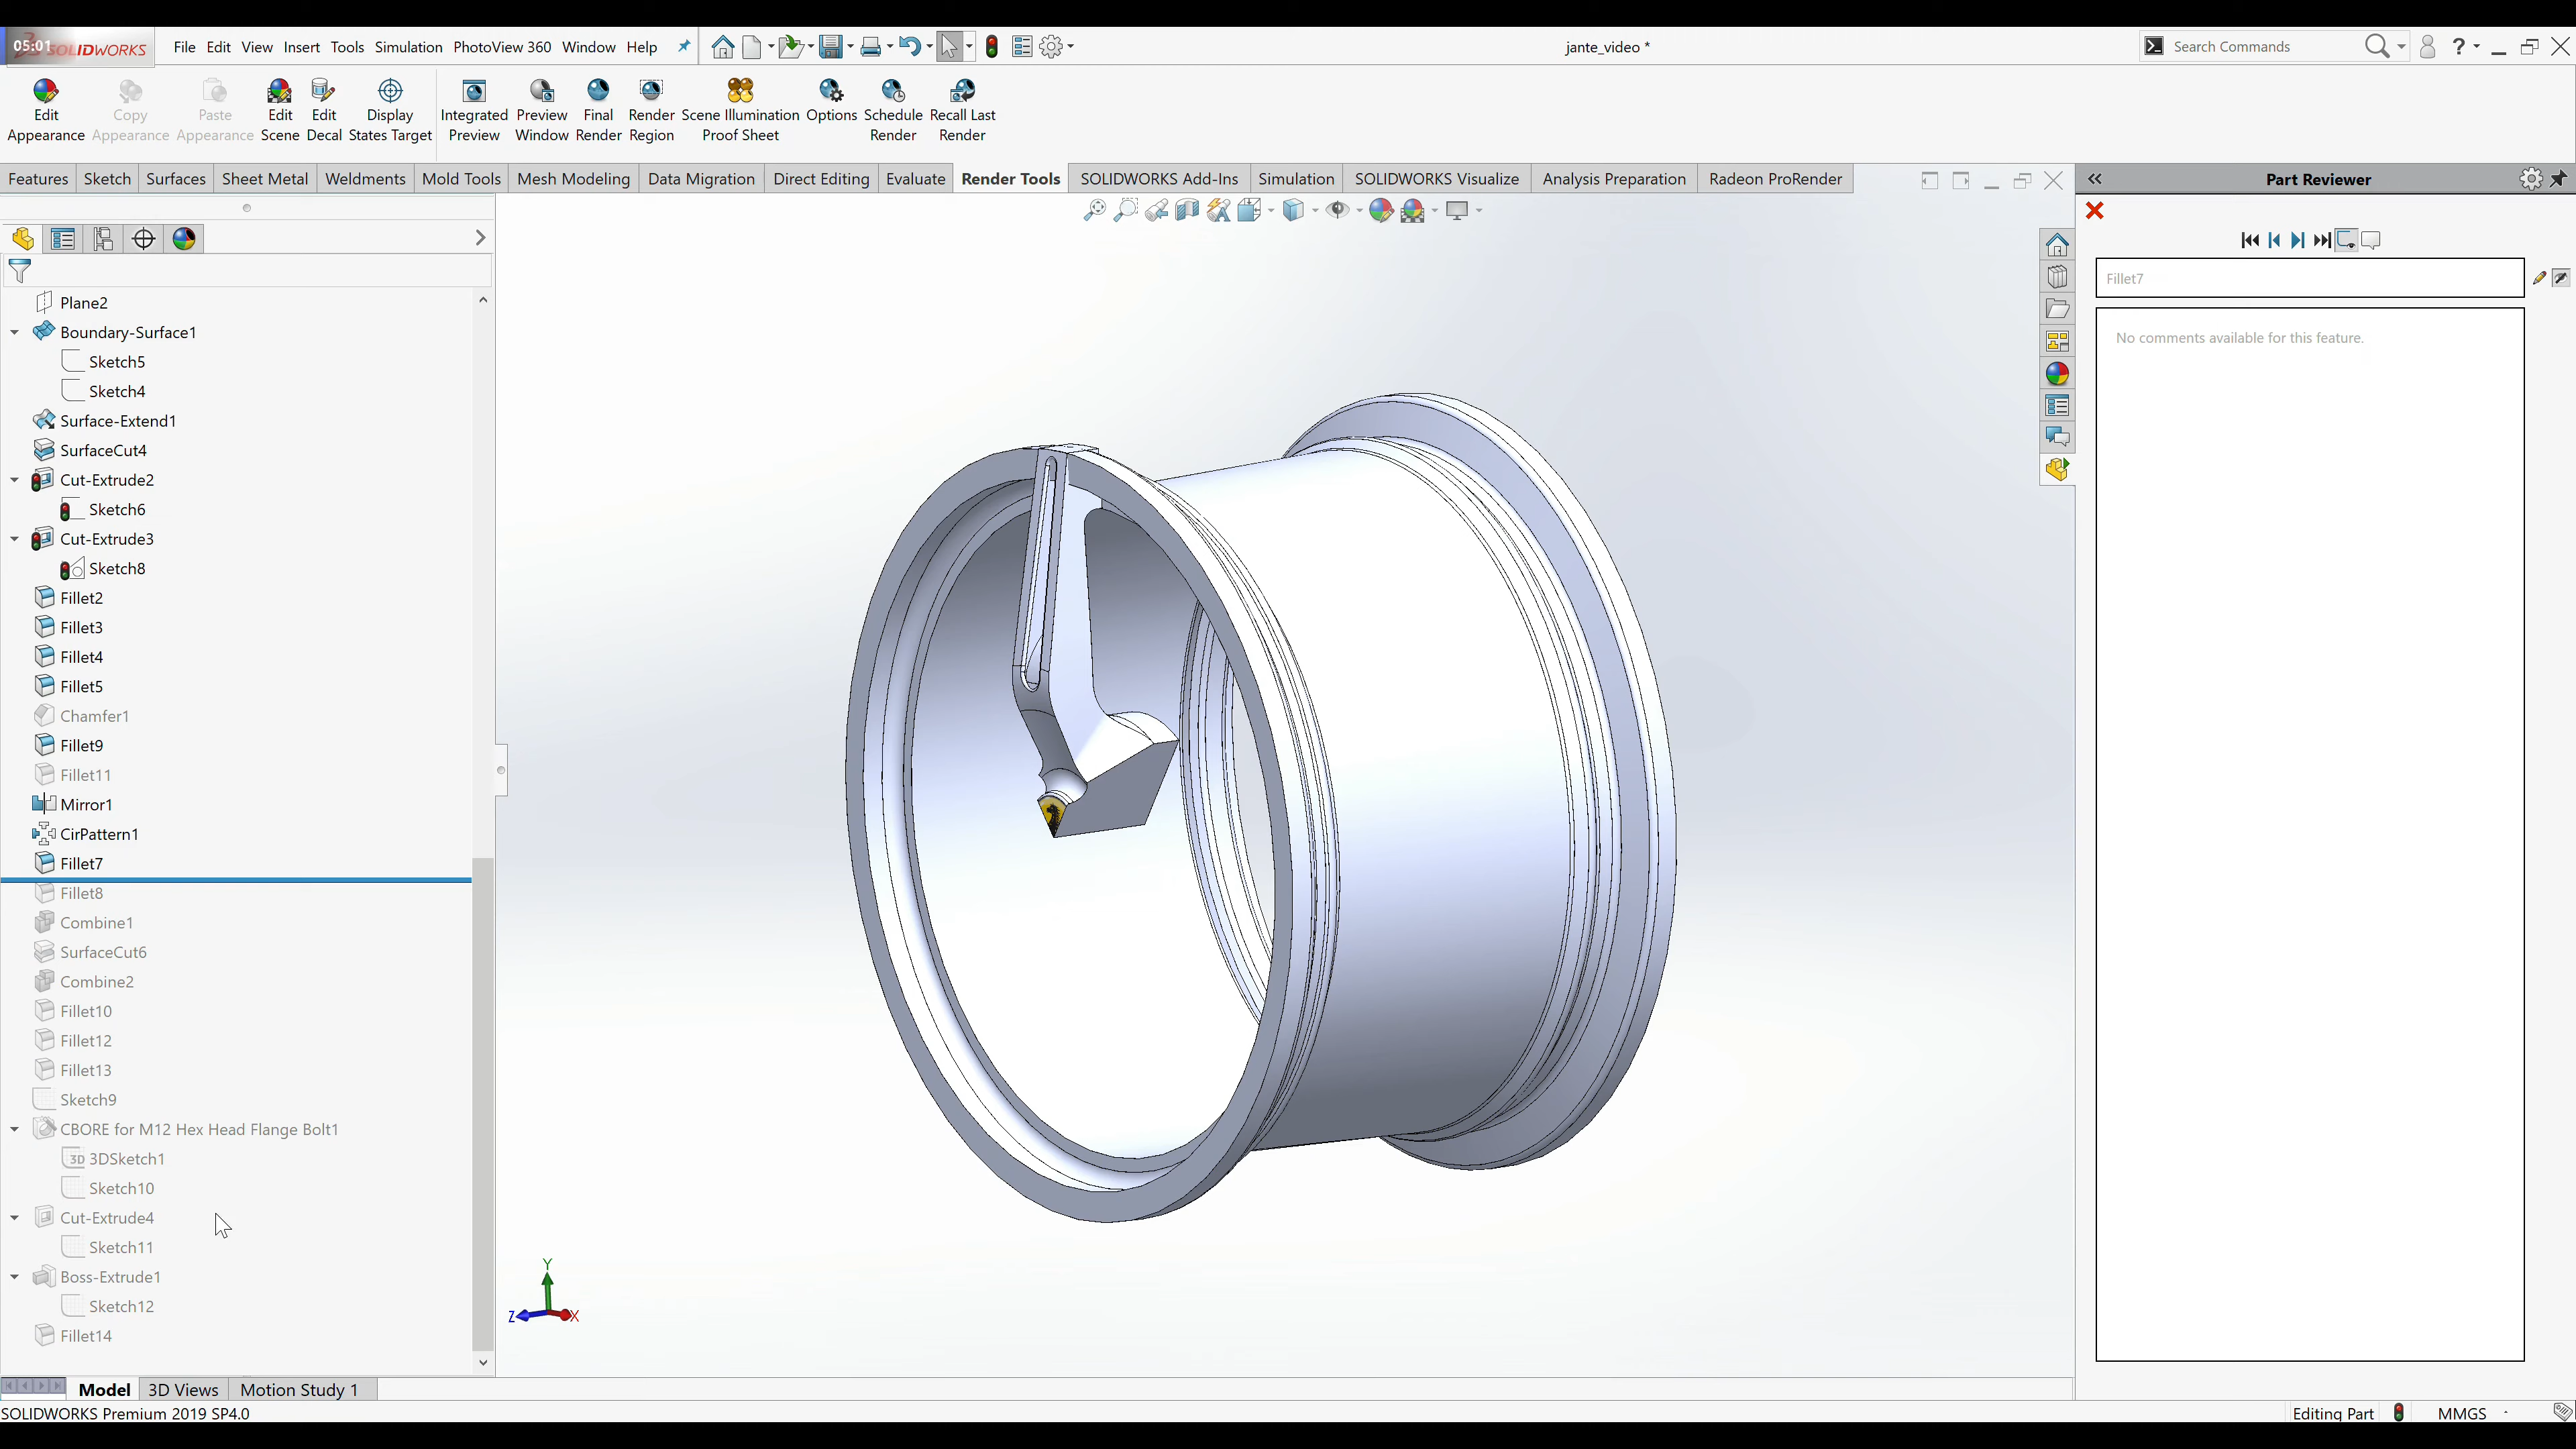 05:01 SOLIDWORKS File Edit View Insert Tools Simulation PhotoView 360 Window Help jante_video * Search Commands ?
Edit Appearance
Copy Appearance
Paste Appearance
Edit Scene
Edit Decal
Display States Target
Integrated Preview
Preview Window
Final Render
Render Region
Scene Illumination Proof Sheet
Options
Schedule Render
Recall Last Render
Features Sketch Surfaces Sheet Metal Weldments Mold Tools Mesh Modeling Data Migration Direct Editing Evaluate Render Tools SOLIDWORKS Add-Ins Simulation SOLIDWORKS Visualize Analysis Preparation Radeon ProRender
Part Reviewer
Fillet7
No comments available for this feature.
Plane2
Boundary-Surface1
Sketch5
Sketch4
Surface-Extend1
SurfaceCut4
Cut-Extrude2
Sketch6
Cut-Extrude3
Sketch8
Fillet2
Fillet3
Fillet4
Fillet5
Chamfer1
Fillet9
Fillet11
Mirror1
CirPattern1
Fillet7
Fillet8
Combine1
SurfaceCut6
Combine2
Fillet10
Fillet12
Fillet13
Sketch9
CBORE for M12 Hex Head Flange Bolt1
3D 3DSketch1
Sketch10
Cut-Extrude4
Sketch11
Boss-Extrude1
Sketch12
Fillet14
Y
Z X
Model 3D Views Motion Study 1
SOLIDWORKS Premium 2019 SP4.0 Editing Part MMGS -